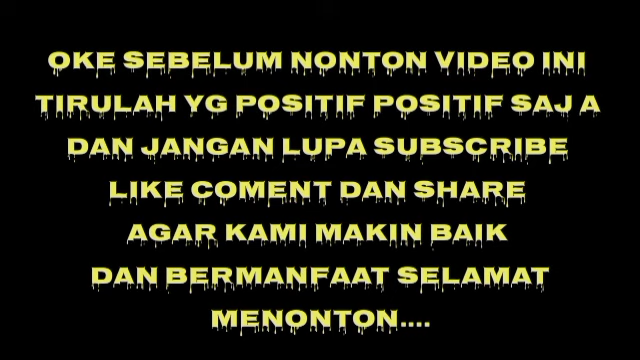 OKE SEBELUM NONTON VIDEO INI
TIRULAH YG POSITIF POSITIF SAJ A
DAN JANGAN LUPA SUBSCRIBE
LIKE COMENT DAN SHARE
AGAR KAMI MAKIN BAIK
DAN BERMANFAAT SELAMAT
MENONTON....